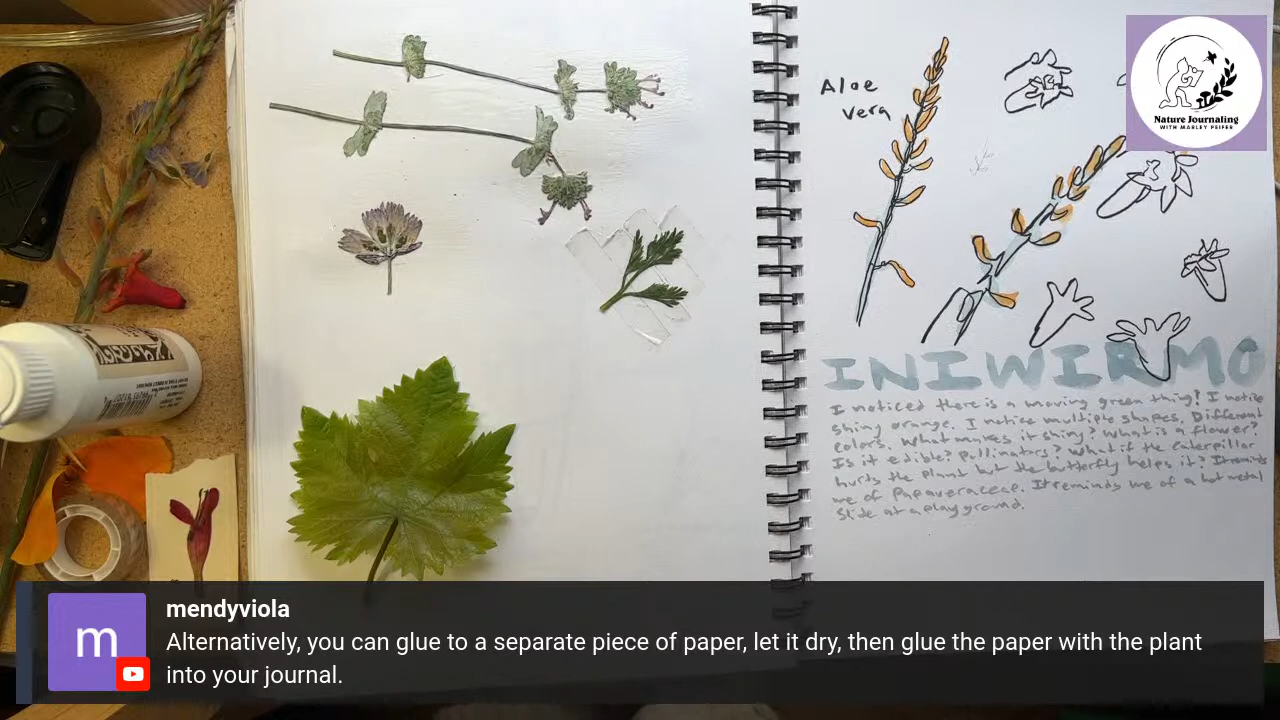 Aloe
vera
Nature Journaling
WITH MARLEY PEIFER
INIWIRMO
I noticed there is a moving green thing! I notice
shiny orange. I notice multiple shapes. Different
colors. What makes it shiny? What is a flower?
Is it edible? Pollinators? What if the caterpillar
hurts the plant but the butterfly helps it? It reminds
me of Papaveraceae. It reminds me of a hot metal
slide at a playground.
m
mendyviola
Alternatively, you can glue to a separate piece of paper, let it dry, then glue the paper with the plant
into your journal.